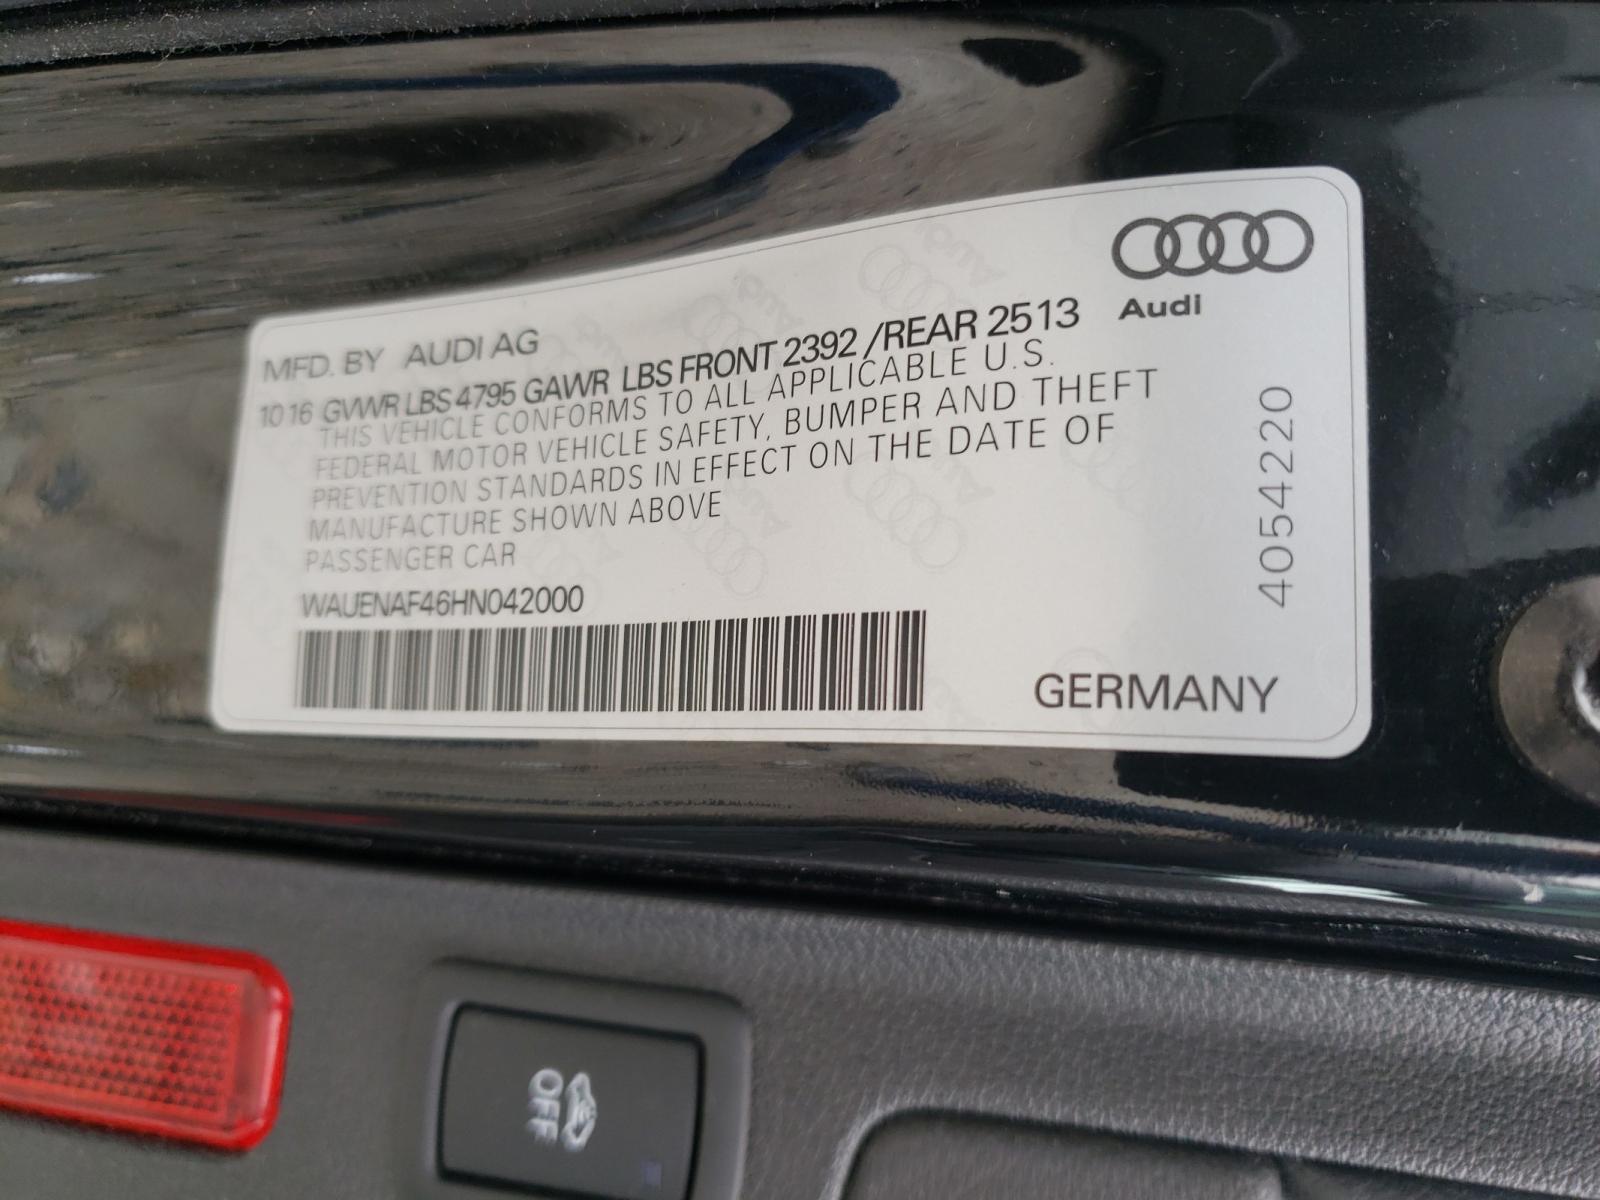 Audi
MFD. BY AUDI AG
10 16 GVWR LBS 4795 GAWR LBS FRONT 2392 /REAR 2513
THIS VEHICLE CONFORMS TO ALL APPLICABLE U.S.
FEDERAL MOTOR VEHICLE SAFETY, BUMPER AND THEFT
PREVENTION STANDARDS IN EFFECT ON THE DATE OF
MANUFACTURE SHOWN ABOVE
PASSENGER CAR
WAUENAF46HN042000
4054220
GERMANY
OFF